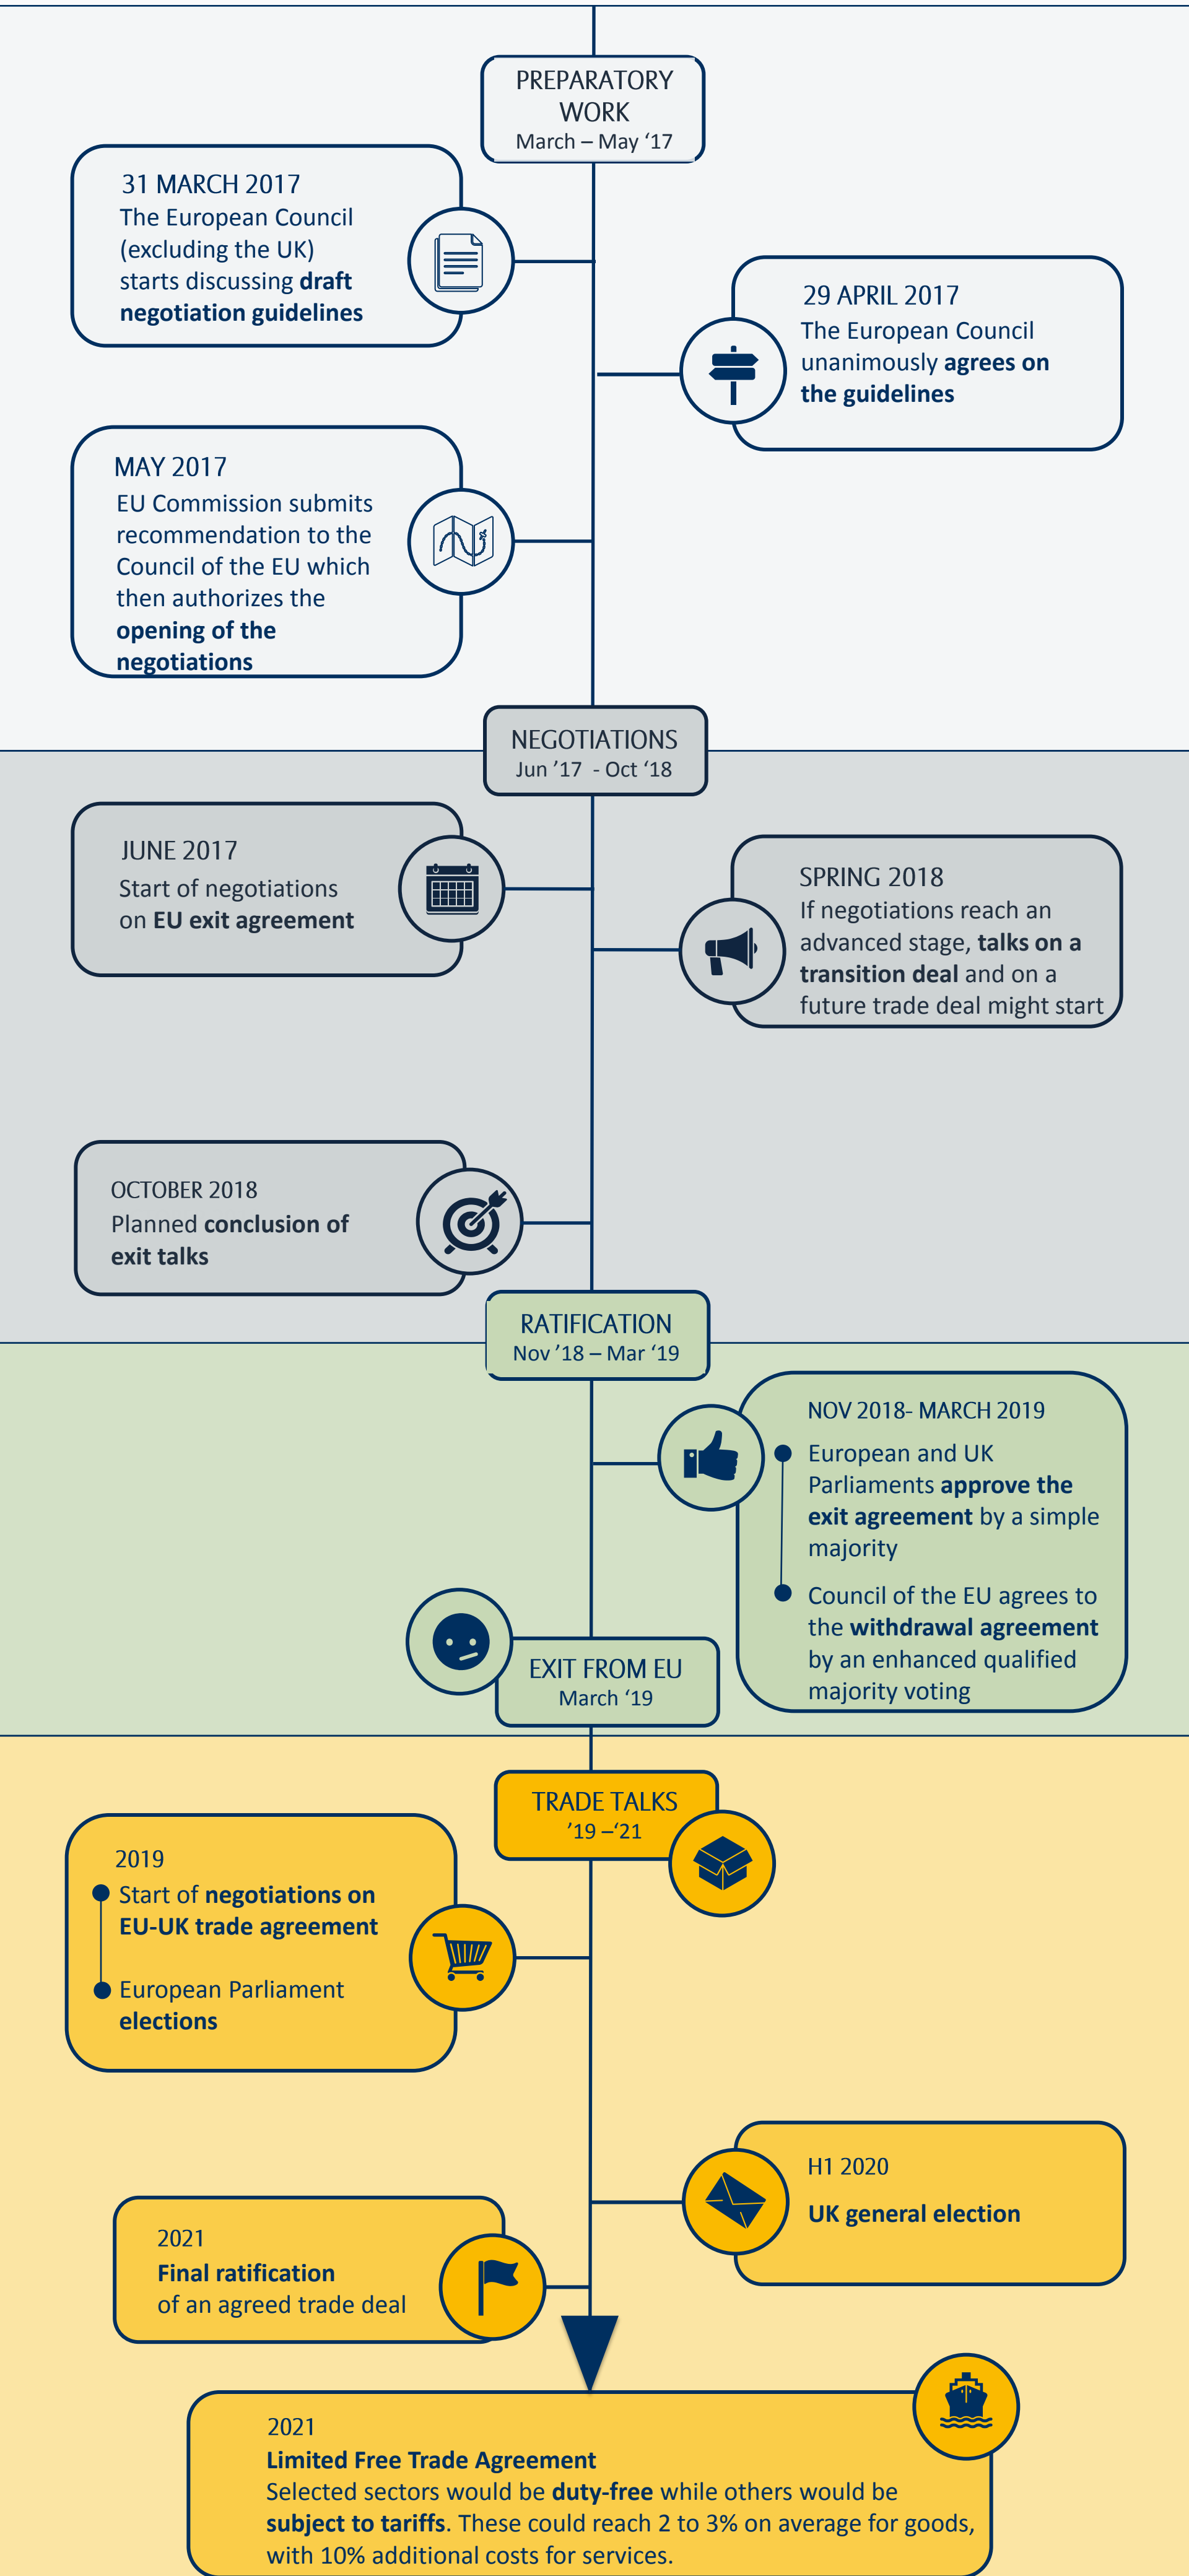 PREPARATORY
WORK
March – May ‘17
31 MARCH 2017
The European Council
(excluding the UK)
starts discussing draft
negotiation guidelines
29 APRIL 2017
The European Council
unanimously agrees on
the guidelines
MAY 2017
EU Commission submits
recommendation to the
Council of the EU which
then authorizes the
opening of the
negotiations
NEGOTIATIONS
Jun ’17 - Oct ‘18
JUNE 2017
Start of negotiations
on EU exit agreement
SPRING 2018
If negotiations reach an
advanced stage, talks on a
transition deal and on a
future trade deal might start
OCTOBER 2018
Planned conclusion of
exit talks
RATIFICATION
Nov ’18 – Mar ‘19
NOV 2018- MARCH 2019
European and UK
Parliaments approve the
exit agreement by a simple
majority
Council of the EU agrees to
the withdrawal agreement
by an enhanced qualified
majority voting
EXIT FROM EU
March ‘19
TRADE TALKS
’19 –‘21
2019
Start of negotiations on
EU-UK trade agreement
European Parliament
elections
H1 2020
UK general election
2021
Final ratification
of an agreed trade deal
2021
Limited Free Trade Agreement
Selected sectors would be duty-free while others would be
subject to tariffs. These could reach 2 to 3% on average for goods,
with 10% additional costs for services.